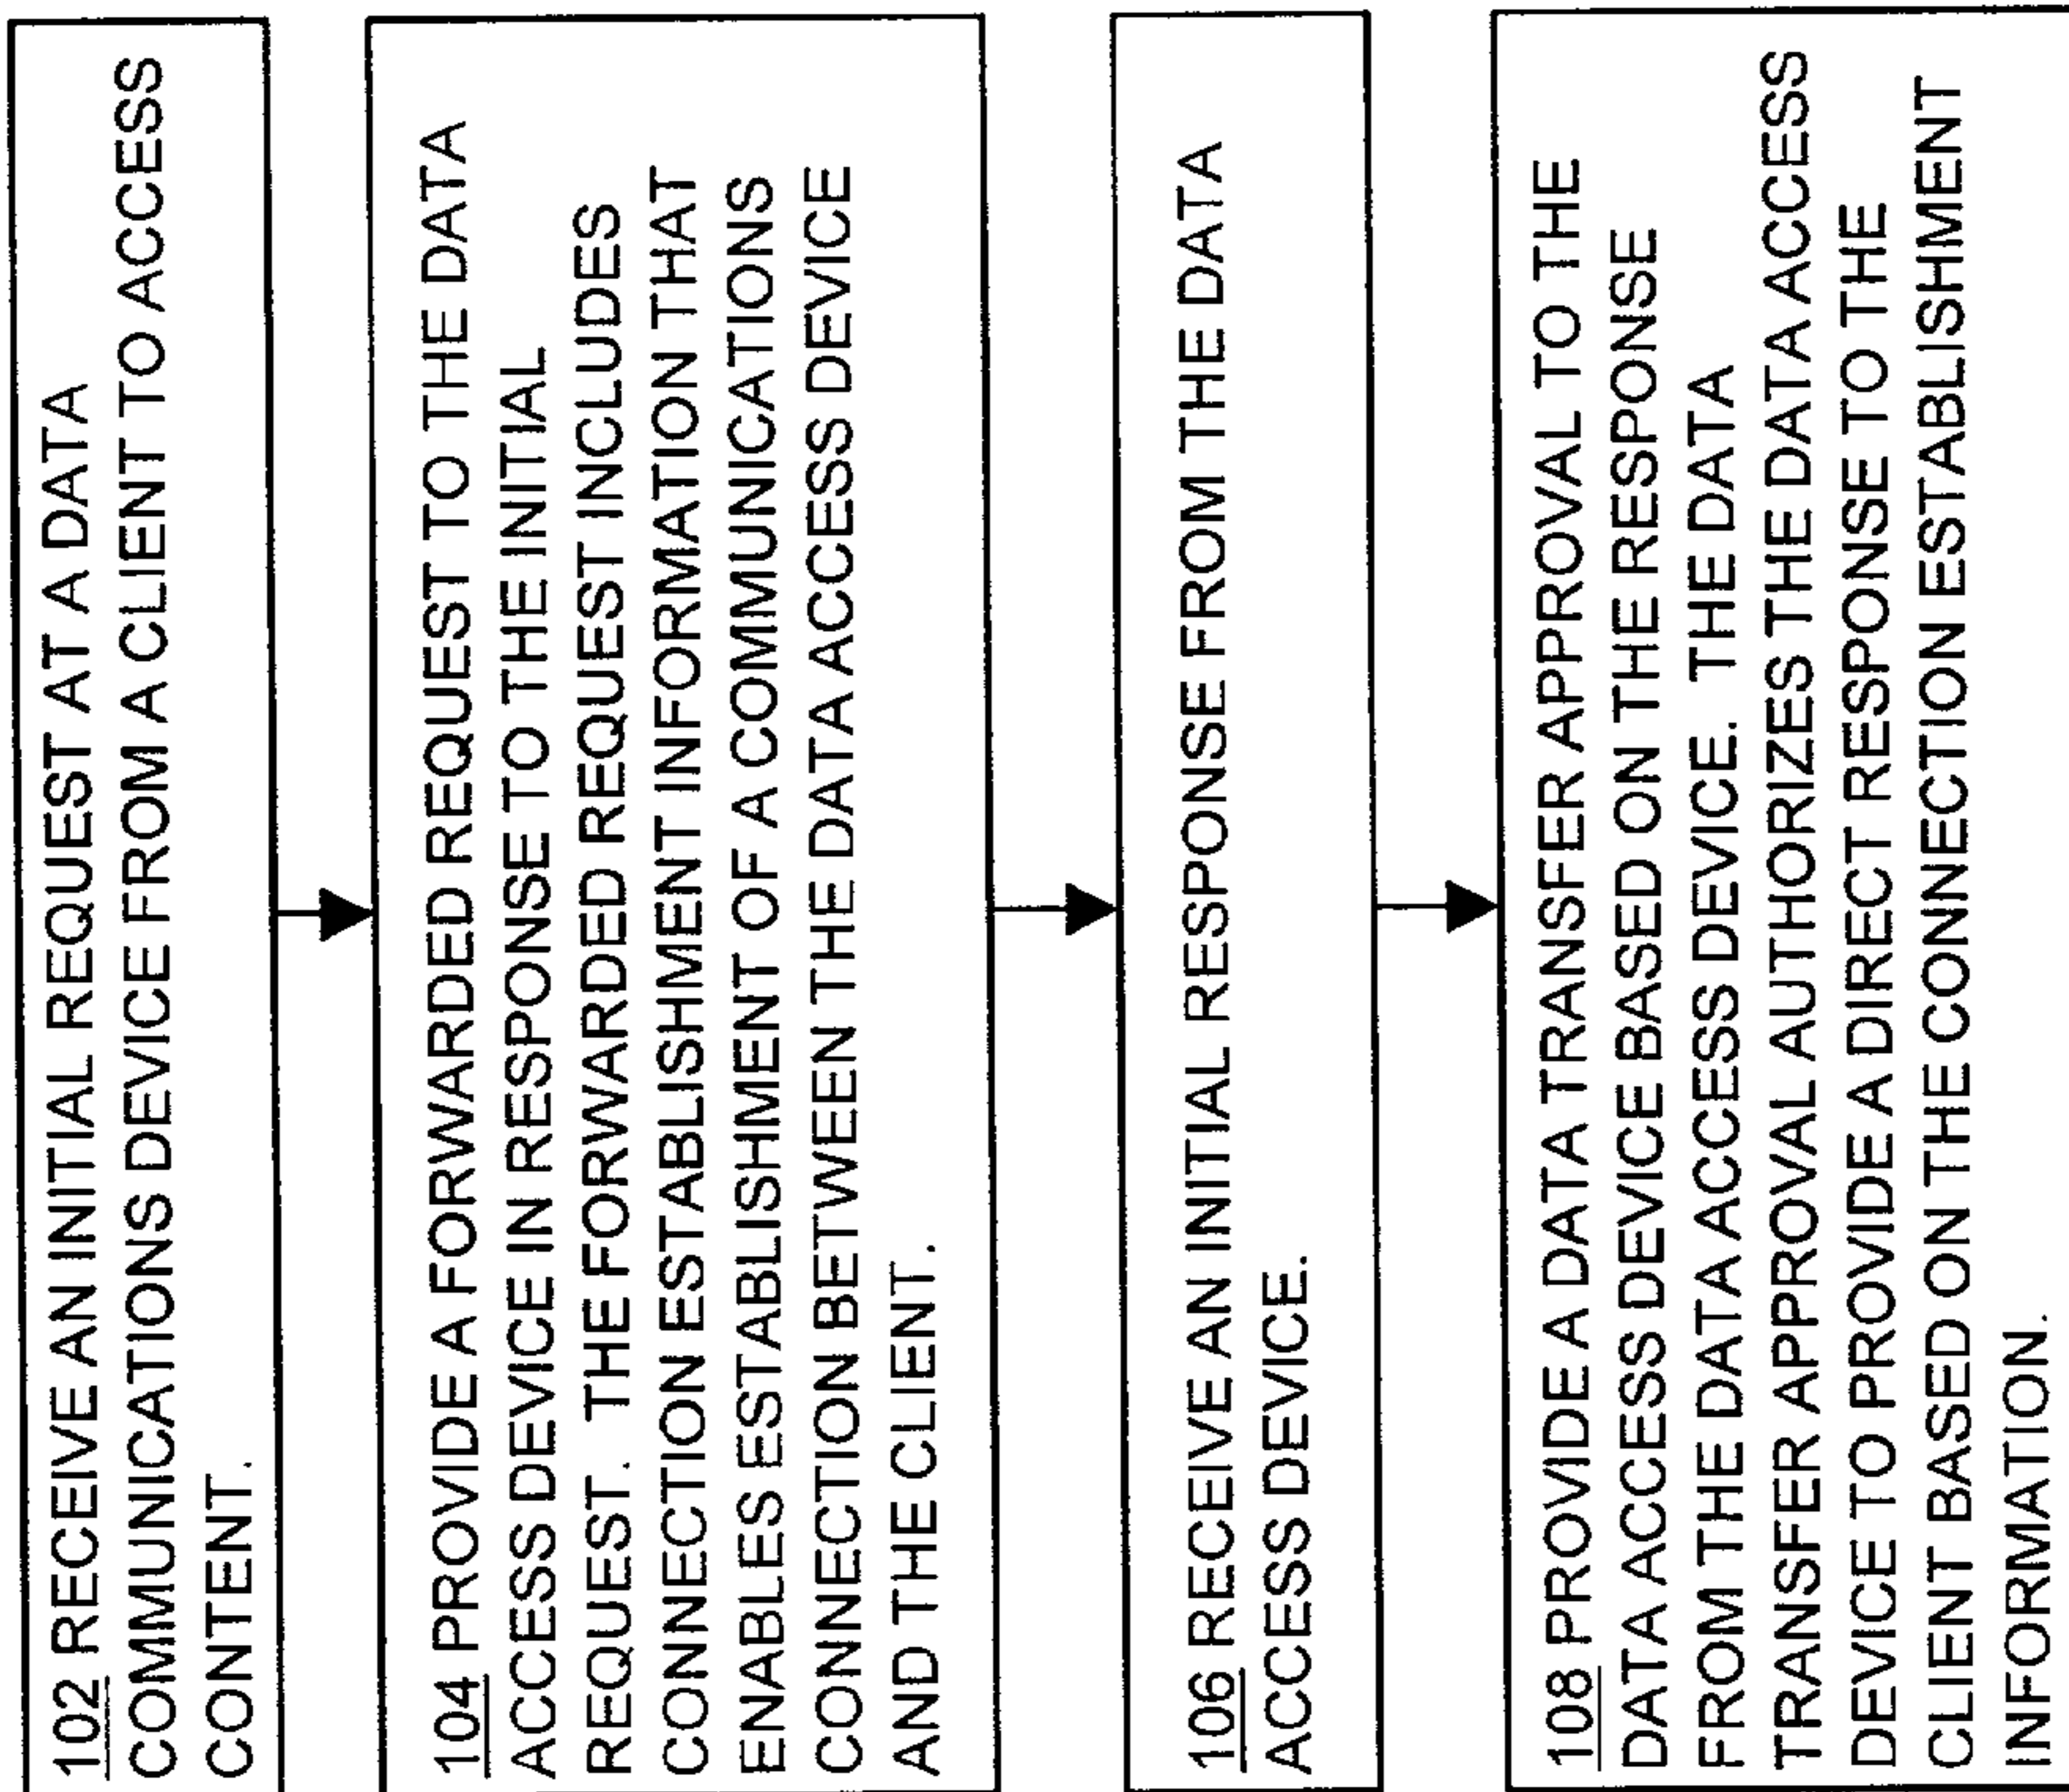 102 RECEIVE AN INITIAL REQUEST AT A DATA
COMMUNICATIONS DEVICE FROM A CLIENT TO ACCESS
CONTENT.
104 PROVIDE A FORWARDED REQUEST TO THE DATA
ACCESS DEVICE IN RESPONSE TO THE INITIAL
REQUEST. THE FORWARDED REQUEST INCLUDES
CONNECTION ESTABLISHMENT INFORMATION THAT
ENABLES ESTABLISHMENT OF A COMMUNICATIONS
CONNECTION BETWEEN THE DATA ACCESS DEVICE
AND THE CLIENT.
106 RECEIVE AN INITIAL RESPONSE FROM THE DATA
ACCESS DEVICE.
108 PROVIDE A DATA TRANSFER APPROVAL TO THE
DATA ACCESS DEVICE BASED ON THE RESPONSE
FROM THE DATA ACCESS DEVICE. THE DATA
TRANSFER APPROVAL AUTHORIZES THE DATA ACCESS
DEVICE TO PROVIDE A DIRECT RESPONSE TO THE
CLIENT BASED ON THE CONNECTION ESTABLISHMENT
INFORMATION.